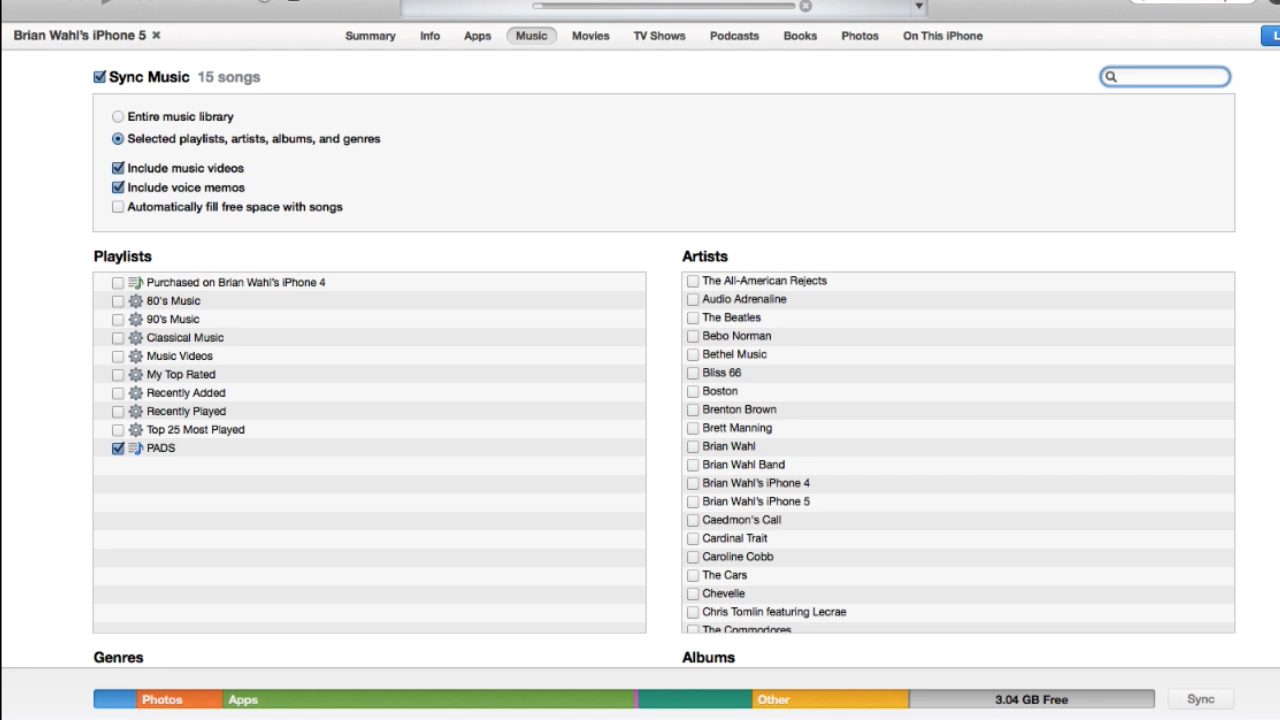 Brian Wahl's iPhone 5 ×
Summary Info Apps Music Movies TV Shows Podcasts Books Photos On This iPhone
Sync Music 15 songs
Entire music library
Selected playlists, artists, albums, and genres
Include music videos
Include voice memos
Automatically fill free space with songs
Playlists
Purchased on Brian Wahl's iPhone 4
80's Music
90's Music
Classical Music
Music Videos
My Top Rated
Recently Added
Recently Played
Top 25 Most Played
PADS
Artists
The All-American Rejects
Audio Adrenaline
The Beatles
Bebo Norman
Bethel Music
Bliss 66
Boston
Brenton Brown
Brett Manning
Brian Wahl
Brian Wahl Band
Brian Wahl's iPhone 4
Brian Wahl's iPhone 5
Caedmon's Call
Cardinal Trait
Caroline Cobb
The Cars
Chevelle
Chris Tomlin featuring Lecrae
The Commodores
Genres
Albums
Photos Apps Other 3.04 GB Free Sync